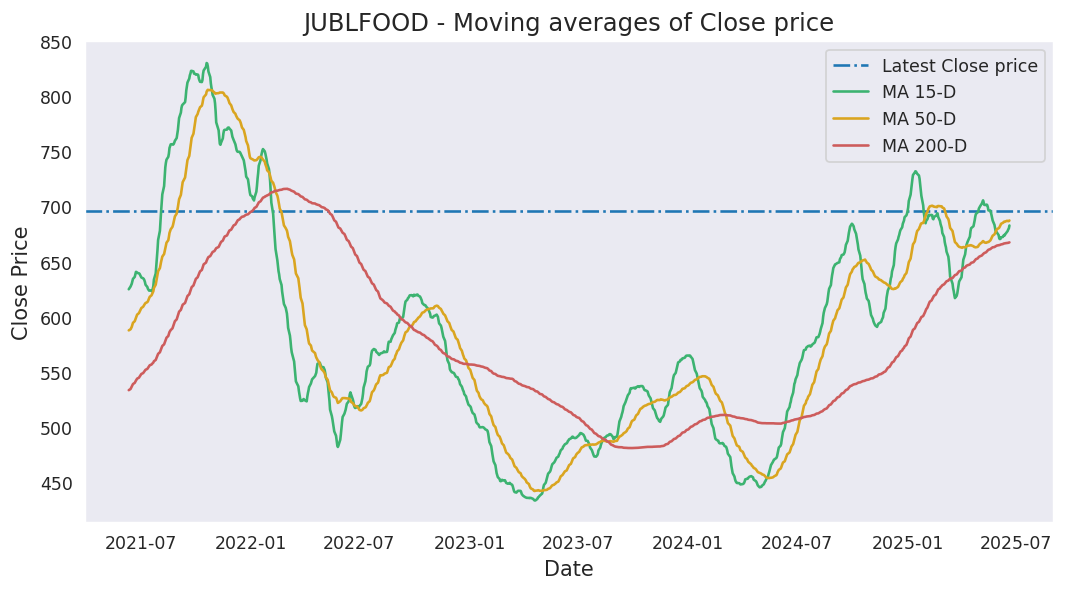 JUBLFOOD - Moving averages of Close price
Latest Close price
MA 15-D
MA 50-D
MA 200-D
Close Price
850
800
750
700
650
600
550
500
450
2021-07 2022-01 2022-07 2023-01 2023-07 2024-01 2024-07 2025-01 2025-07
Date